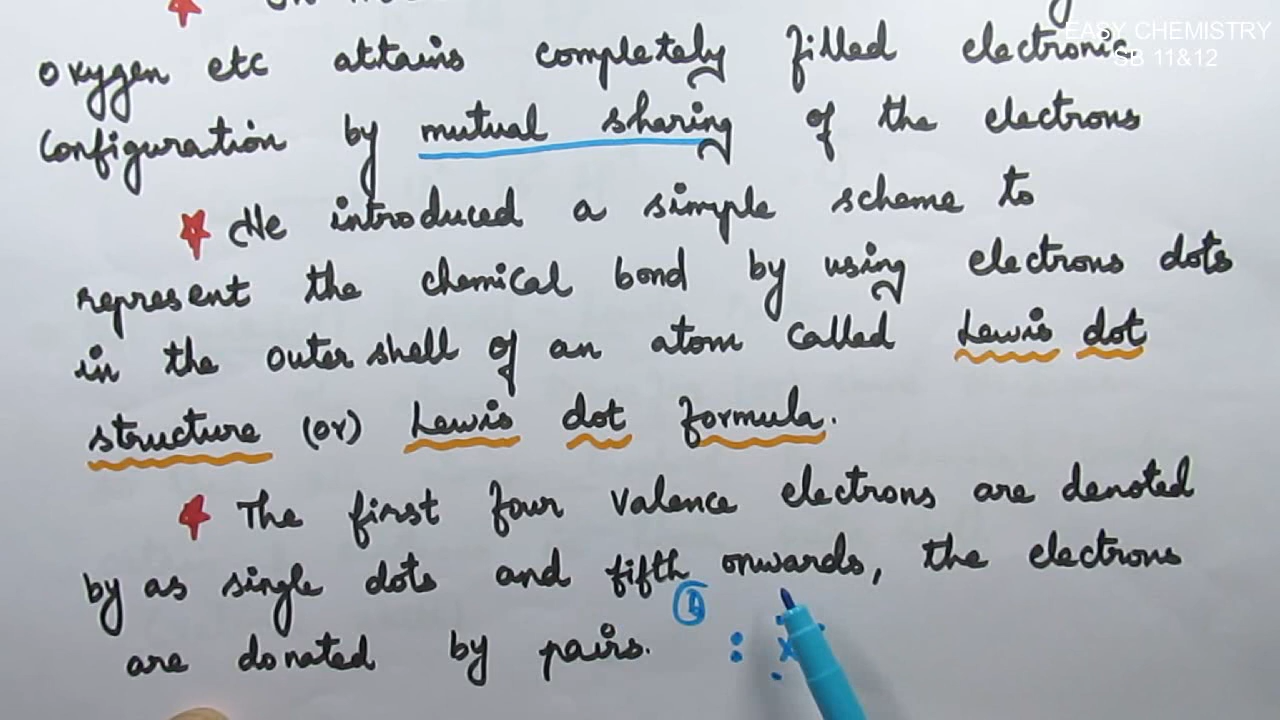 EASY CHEMISTRY
SB 11&12
oxygen etc attains completely filled electronic
configuration by mutual sharing of the electrons
He introduced a simple scheme to
represent the chemical bond by using electrons dots
in the outer shell of an atom called Lewis dot
structure (or) Lewis dot formula.
The first four valence electrons are denoted
by as single dots and fifth onwards, the electrons
are donated by pairs. : x